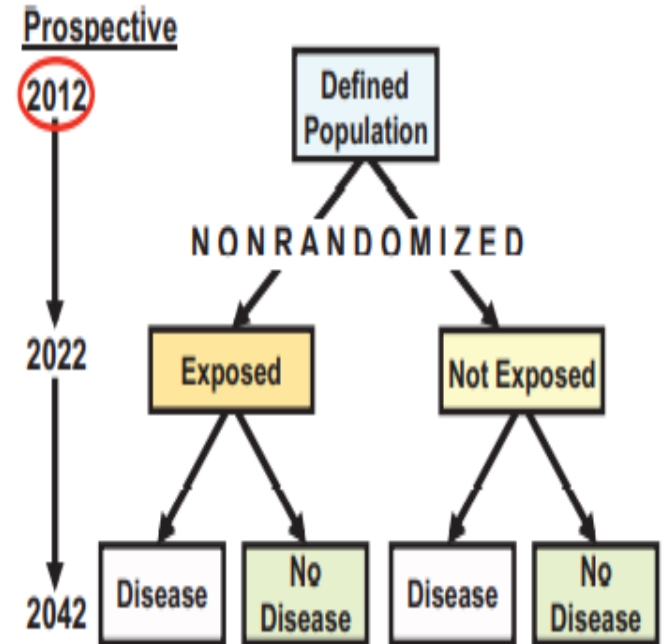 Prospective
2012
Defined
Population
NONRANDOMIZED
2022
Exposed
Not Exposed
2042
Disease
No
Disease
Disease
No
Disease